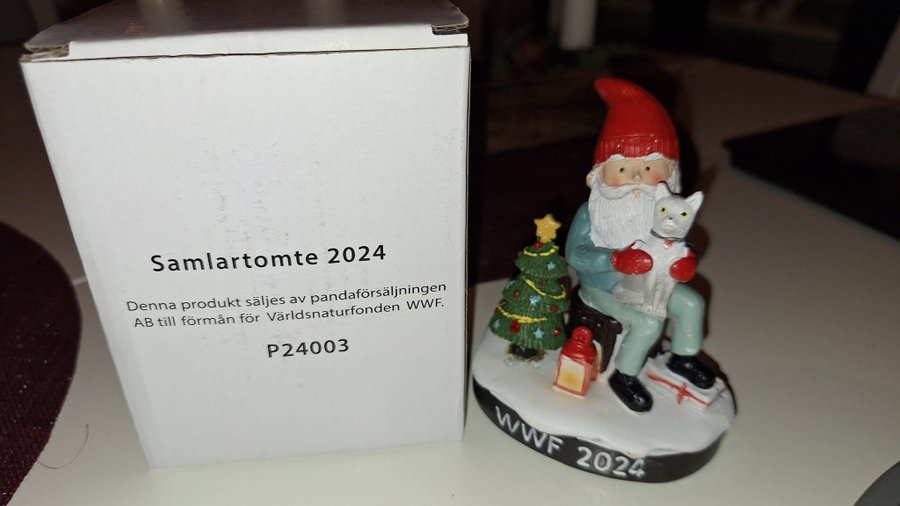 Samlartomte 2024
Denna produkt säljes av pandaförsäljningen
AB till förmån för Världsnaturfonden WWF.
P24003
WWF 2024